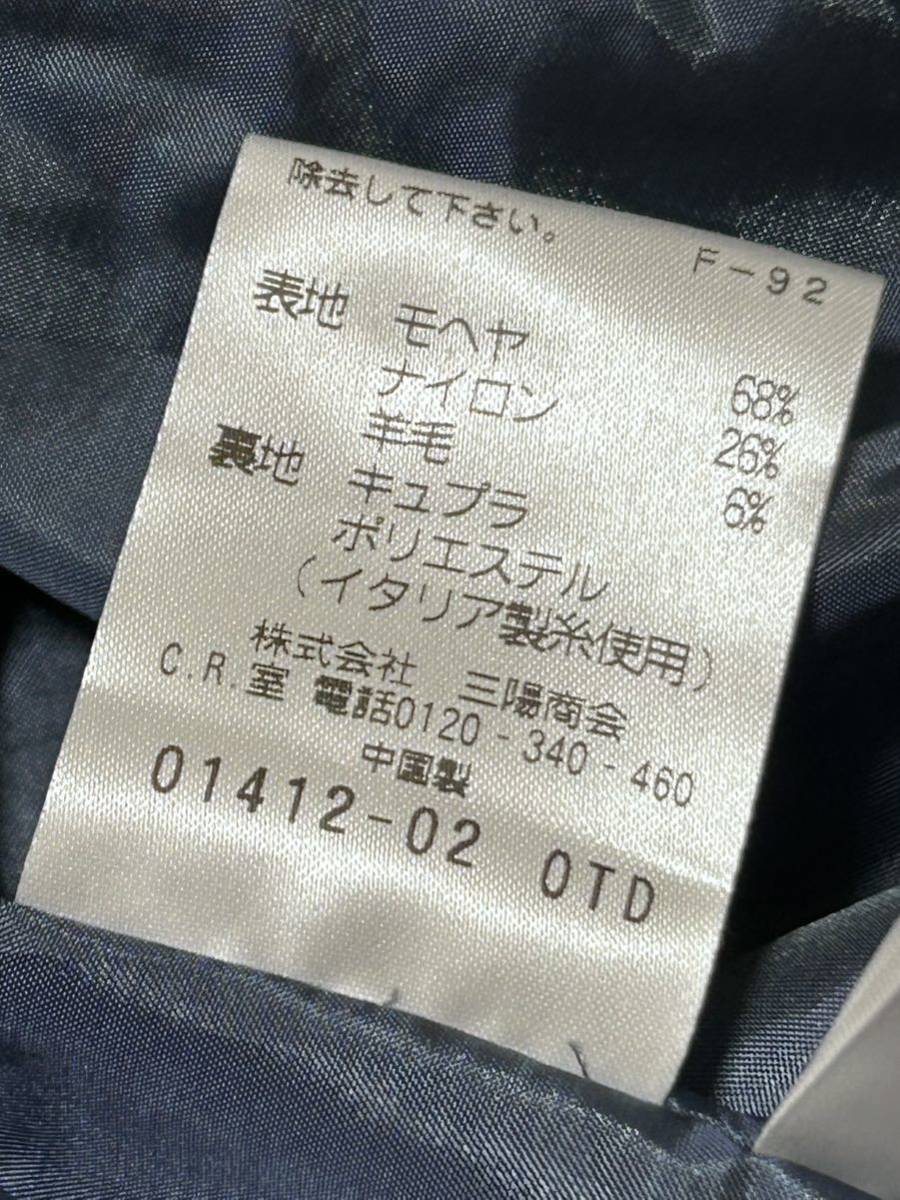 除去して下さい。
F-92
表地 モヘヤ 68%
ナイロン 26%
羊毛 6%
裏地 キュプラ
ポリエステル
(イタリア製糸使用)
株式会社 三陽商会
C.R.室 電話0120-340-460
中国製
01412-02 OTD